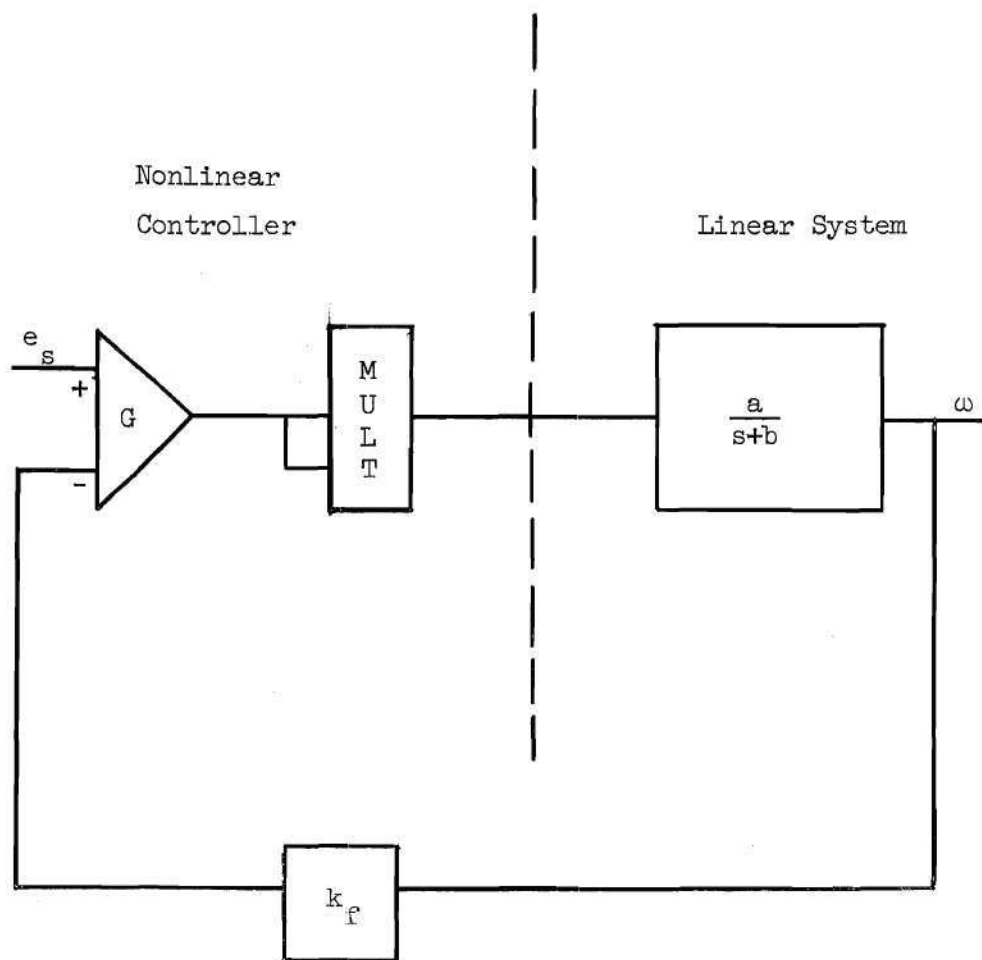 Nonlinear
Controller
Linear System
e_s
+
-
G
M
U
L
T
a
s+b
ω
k_f